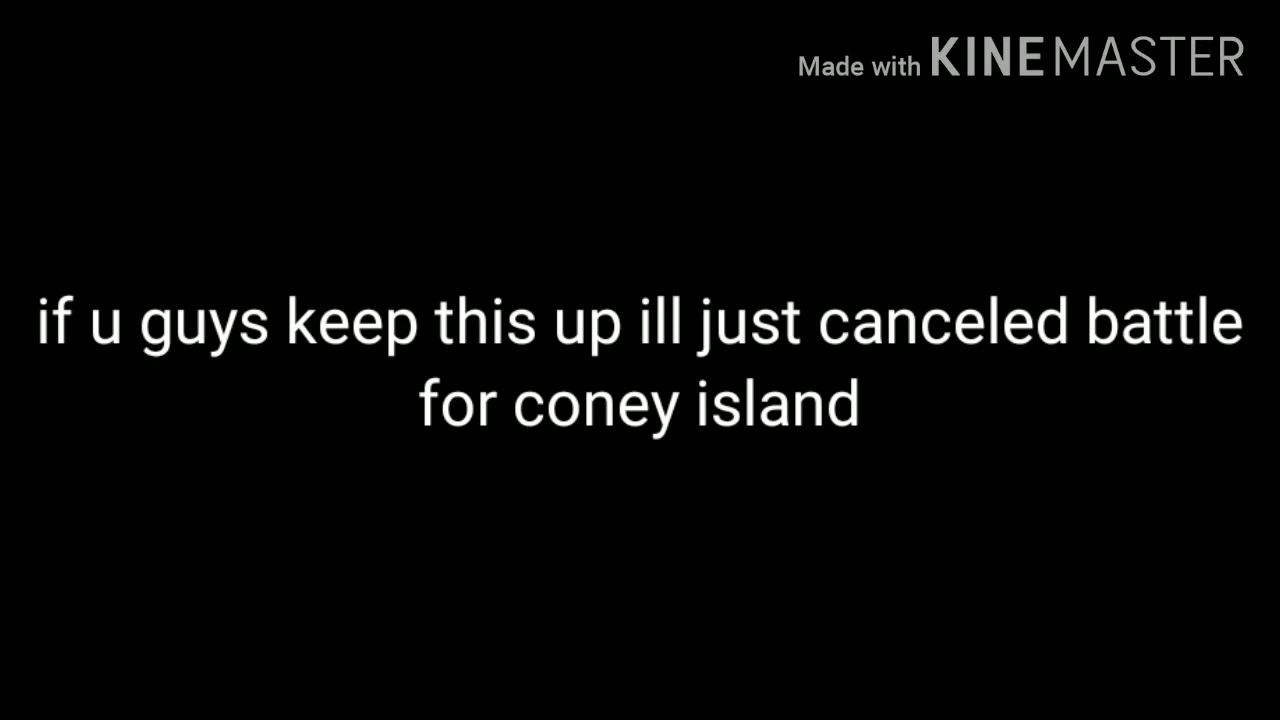 Made with KINEMASTER
if u guys keep this up ill just canceled battle
for coney island